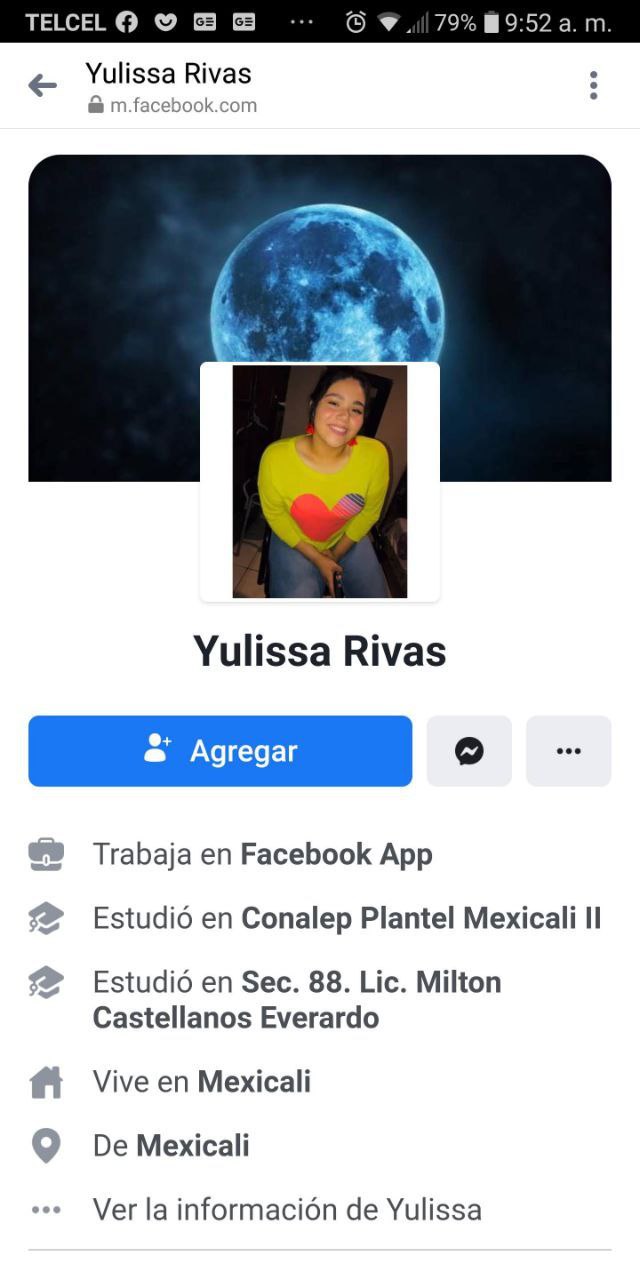 TELCEL GE GE ... 79% 9:52 a. m.
Yulissa Rivas
m.facebook.com
Yulissa Rivas
Agregar
Trabaja en Facebook App
Estudió en Conalep Plantel Mexicali II
Estudió en Sec. 88. Lic. Milton
Castellanos Everardo
Vive en Mexicali
De Mexicali
Ver la información de Yulissa